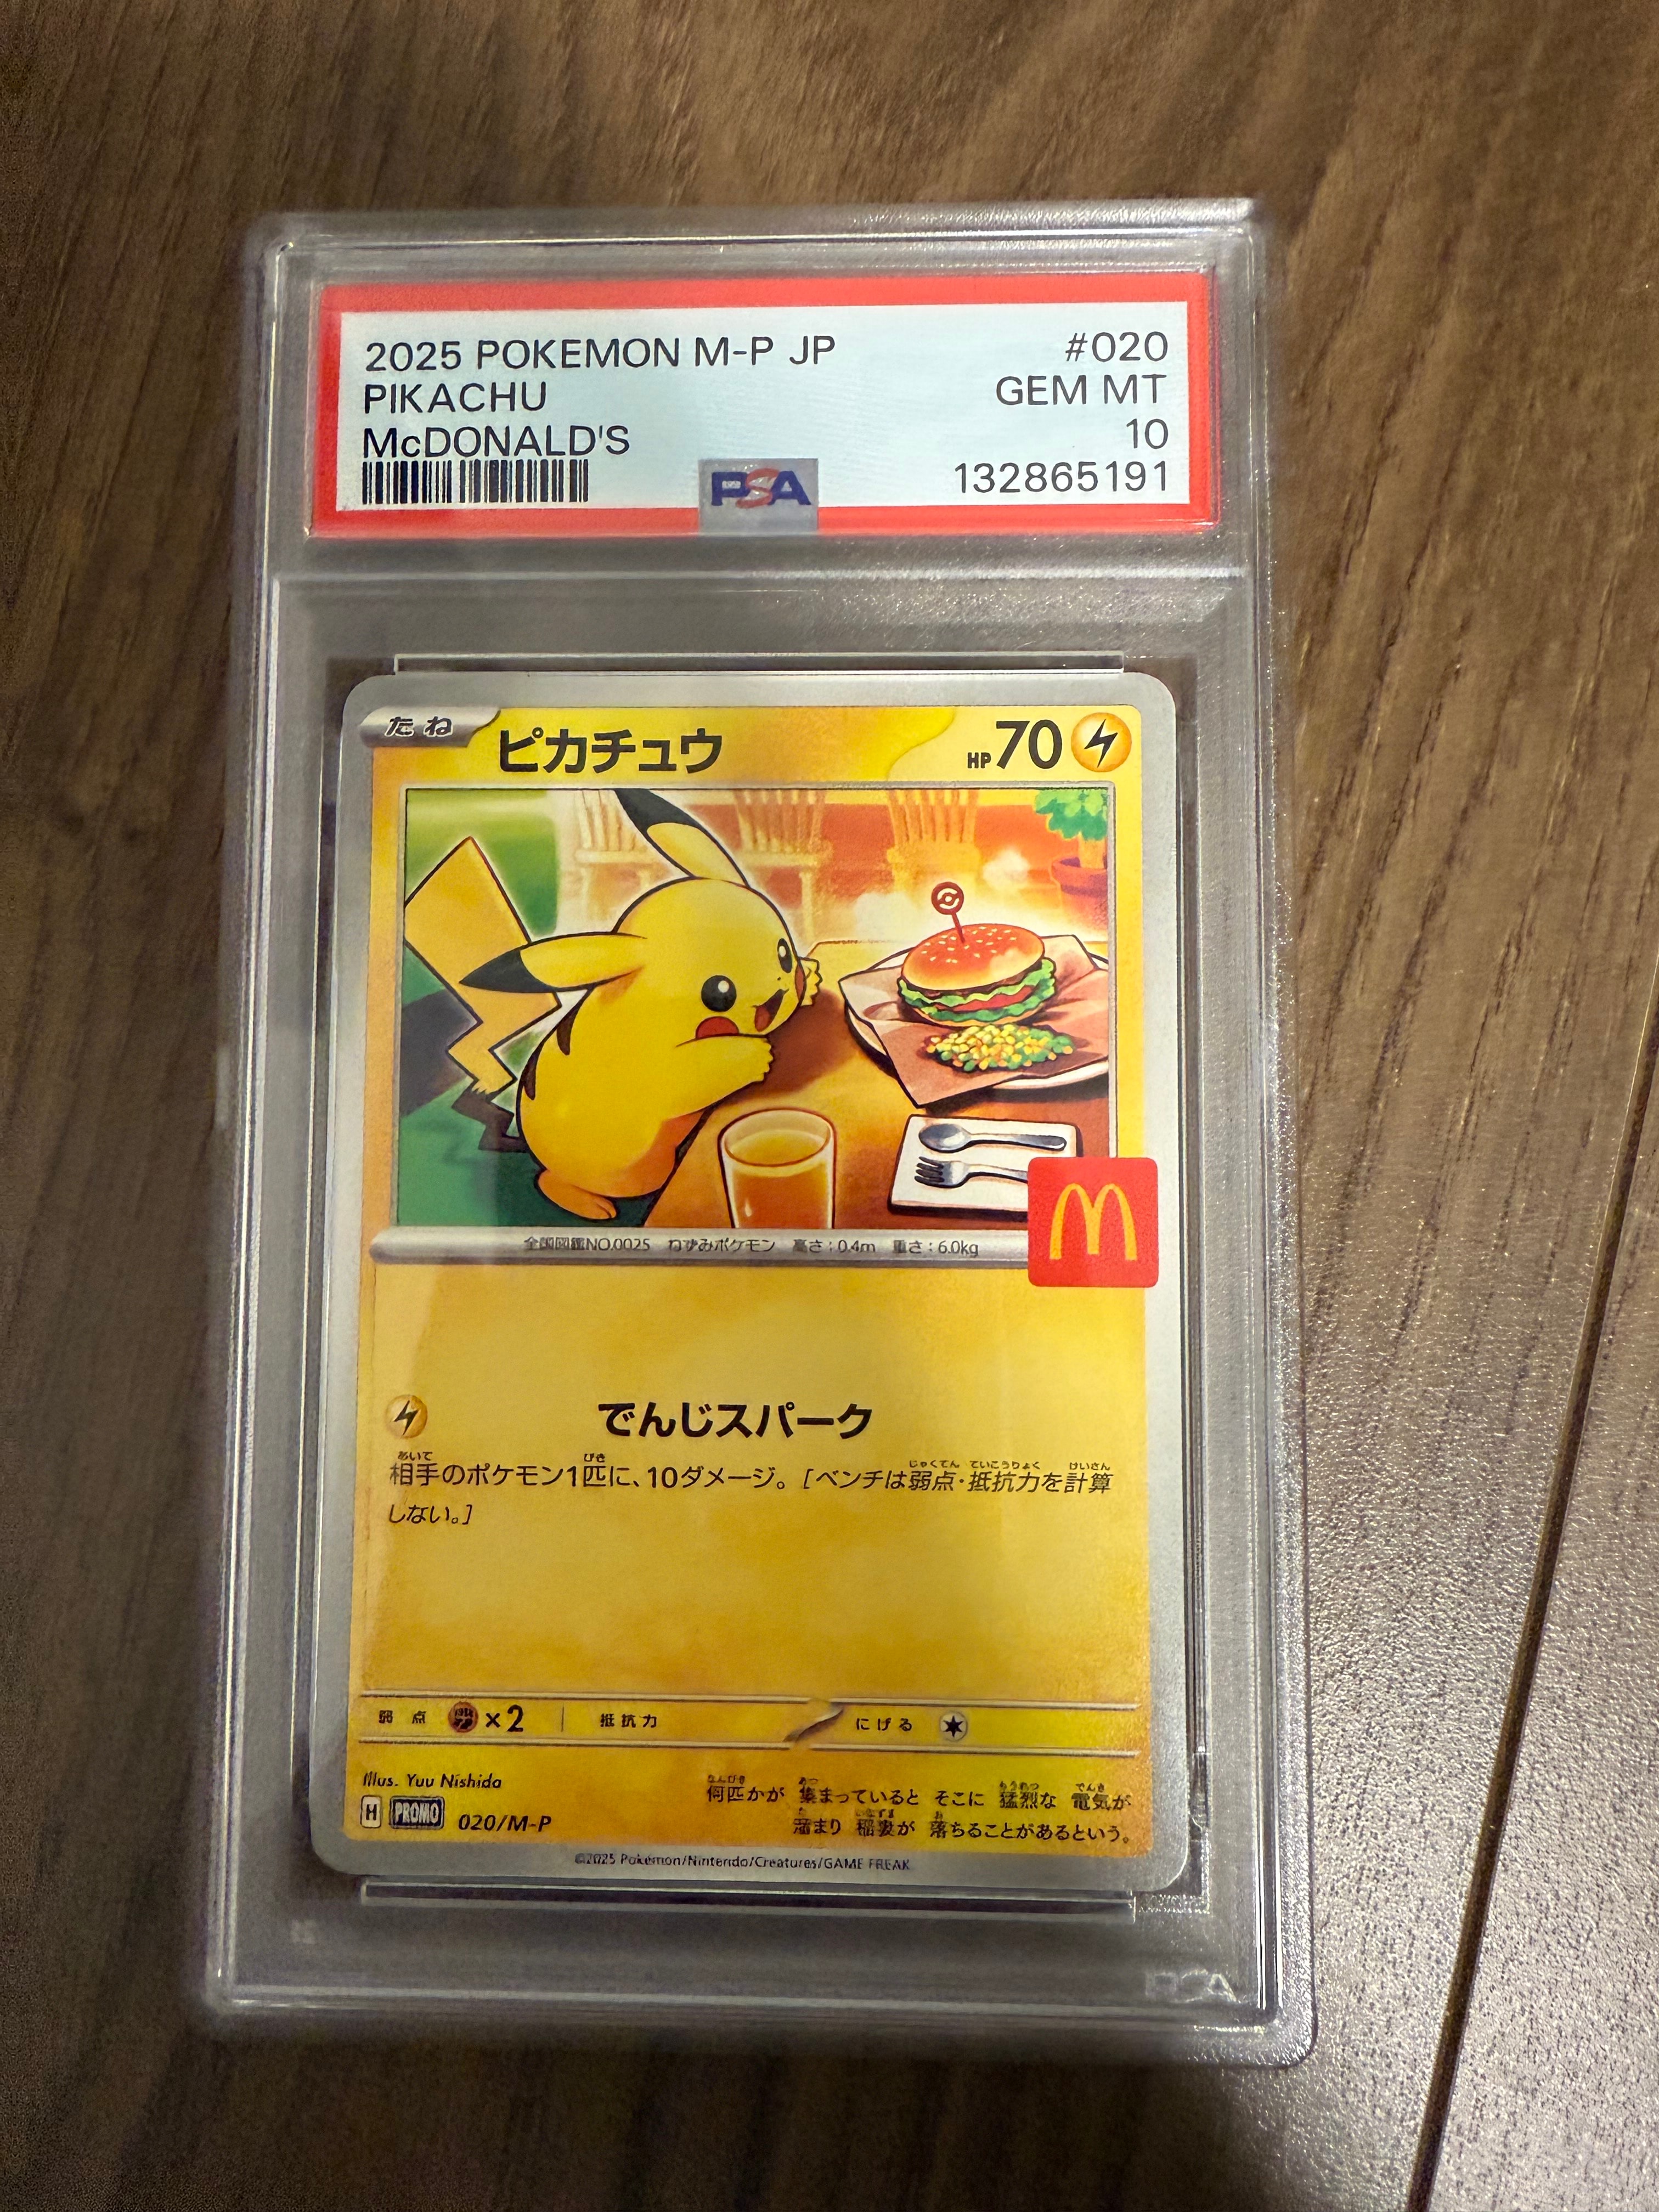 2025 POKEMON M-P JP #020
PIKACHU GEM MT
McDONALD'S 10
PSA 132865191
たね ピカチュウ HP70
全国図鑑NO.0025 ねずみポケモン 高さ:0.4m 重さ:6.0kg
M
でんじスパーク
相手のポケモン1匹に、10ダメージ。[ベンチは弱点・抵抗力を計算
しない。]
弱点 ×2 抵抗力 にげる
Illus. Yuu Nishida
H PROMO 020/M-P
何匹かが 集まっていると そこに 猛烈な 電気が
溜まり 稲妻が 落ちることがあるという。
©2025 Pokémon/Nintendo/Creatures/GAME FREAK
PSA